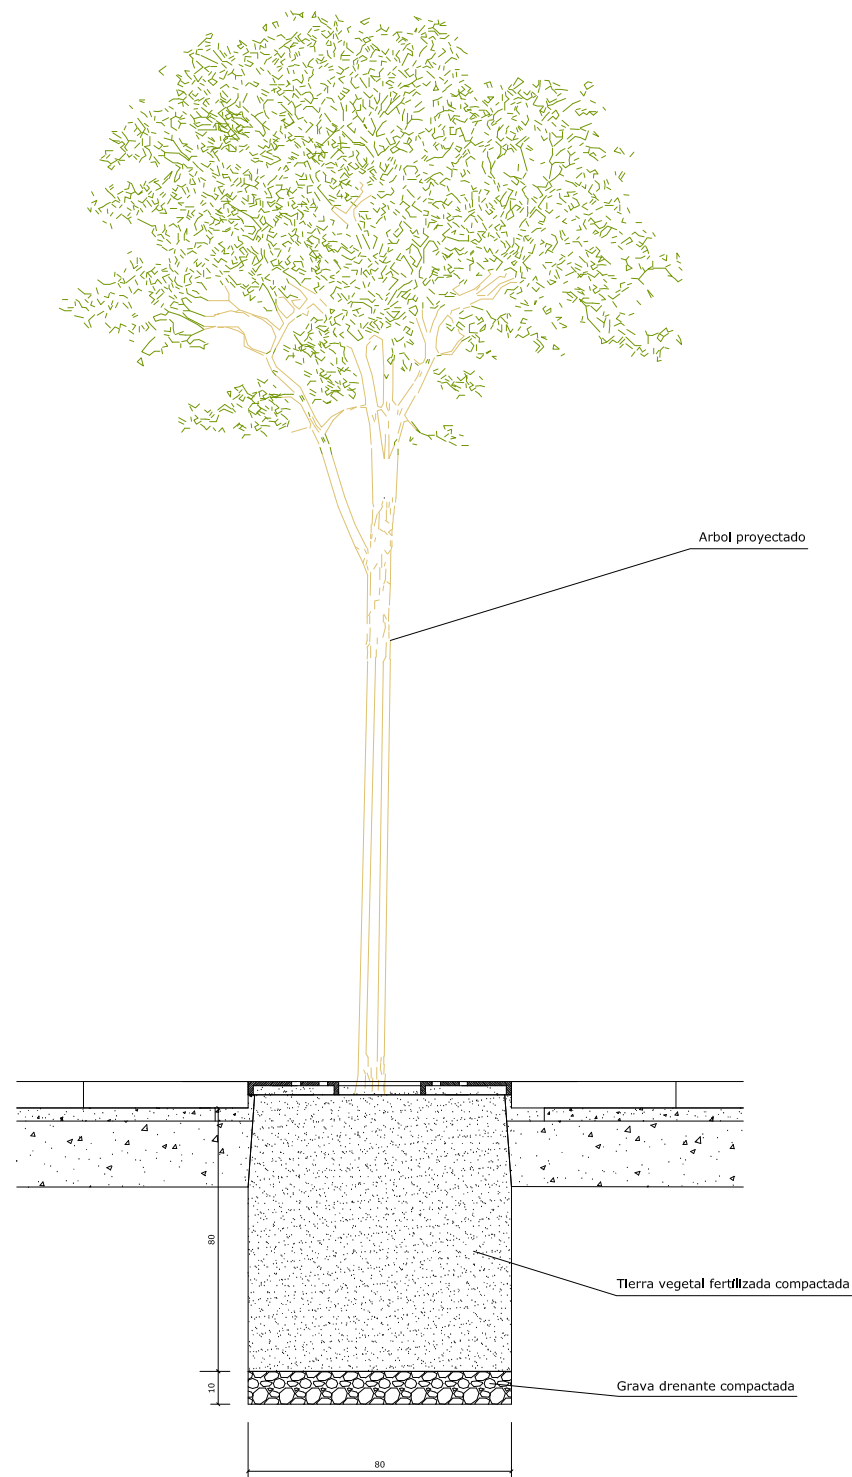 Arbol proyectado
80
Tierra vegetal fertilizada compactada
10
Grava drenante compactada
80